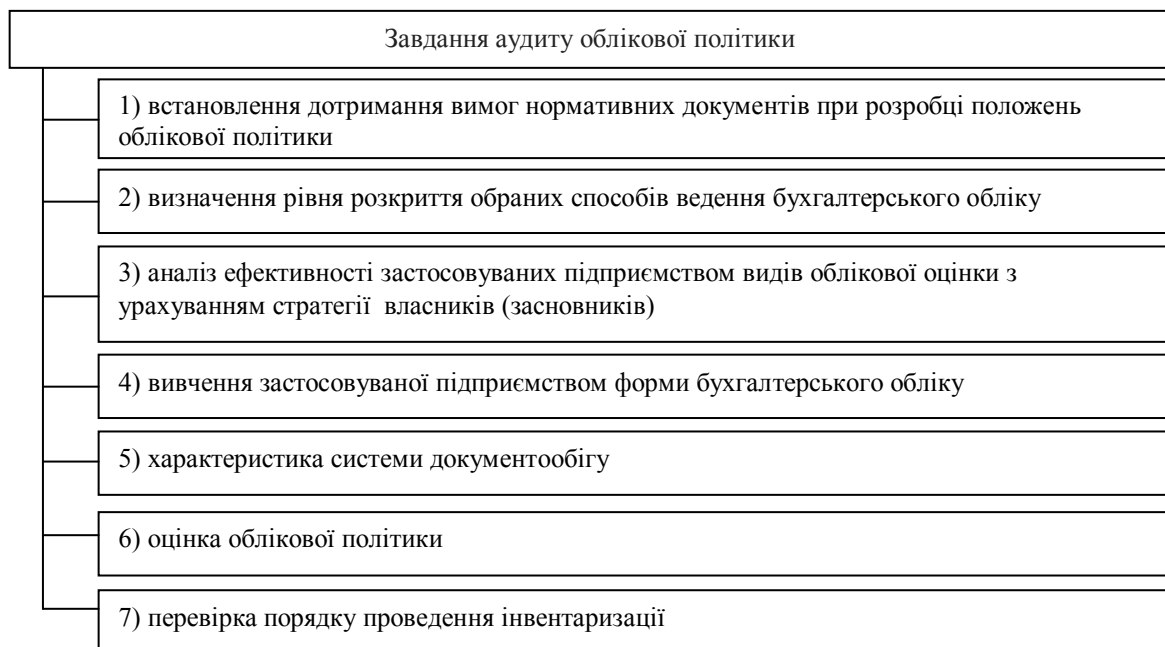 Завдання аудиту облікової політики
1) встановлення дотримання вимог нормативних документів при розробці положень
облікової політики
2) визначення рівня розкриття обраних способів ведення бухгалтерського обліку
3) аналіз ефективності застосовуваних підприємством видів облікової оцінки з
урахуванням стратегії власників (засновників)
4) вивчення застосовуваної підприємством форми бухгалтерського обліку
5) характеристика системи документообігу
6) оцінка облікової політики
7) перевірка порядку проведення інвентаризації